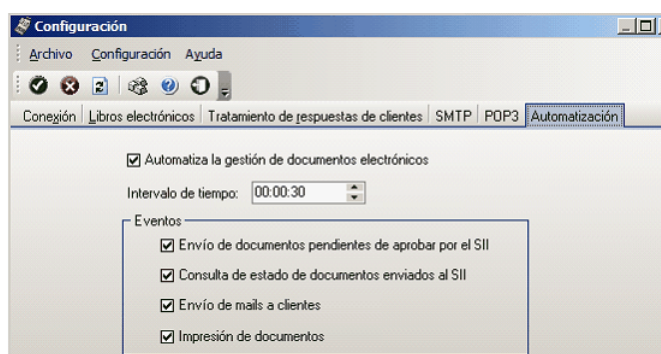 Configuración
Archivo Configuración Ayuda
Conexión Libros electrónicos Tratamiento de respuestas de clientes SMTP POP3 Automatización
Automatiza la gestión de documentos electrónicos
Intervalo de tiempo: 00:00:30
Eventos
Envío de documentos pendientes de aprobar por el SII
Consulta de estado de documentos enviados al SII
Envío de mails a clientes
Impresión de documentos